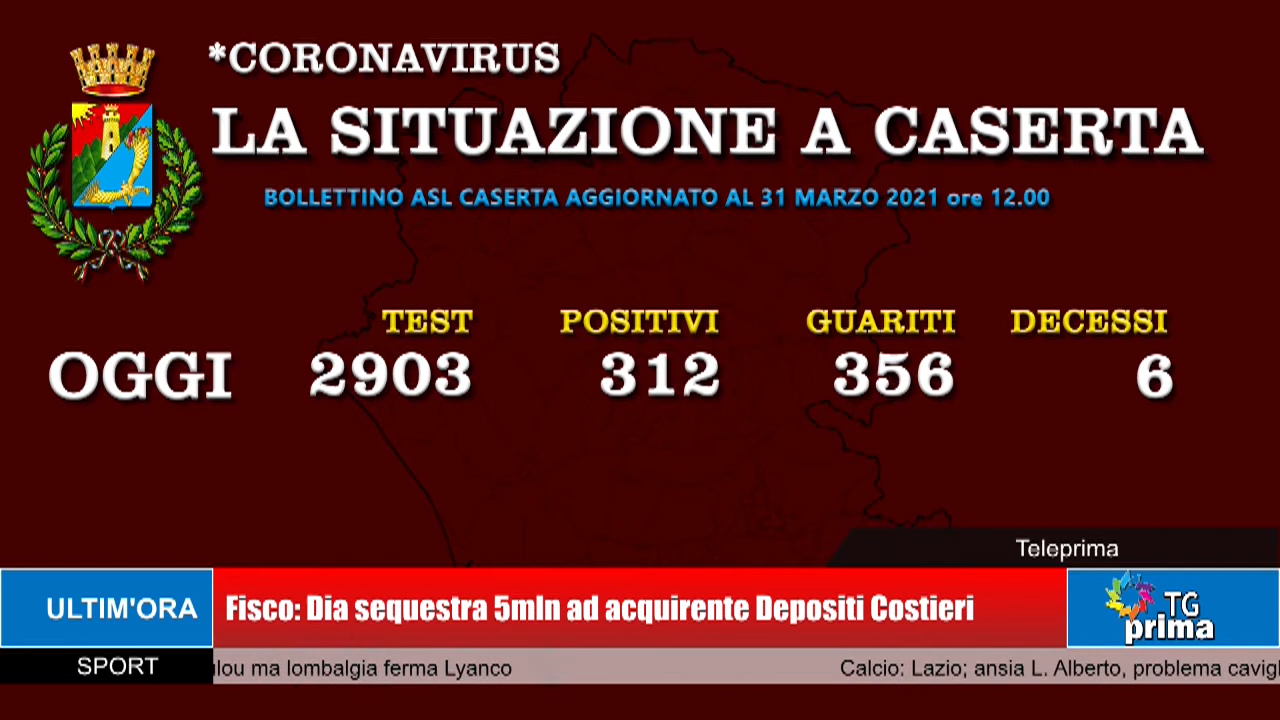 *CORONAVIRUS
LA SITUAZIONE A CASERTA
BOLLETTINO ASL CASERTA AGGIORNATO AL 31 MARZO 2021 ore 12.00
TEST POSITIVI GUARITI DECESSI
OGGI 2903 312 356 6
Teleprima
ULTIM'ORA Fisco: Dia sequestra 5mln ad acquirente Depositi Costieri
TG prima
SPORT ma lombalgia ferma Lyanco Calcio: Lazio; ansia L. Alberto, problema